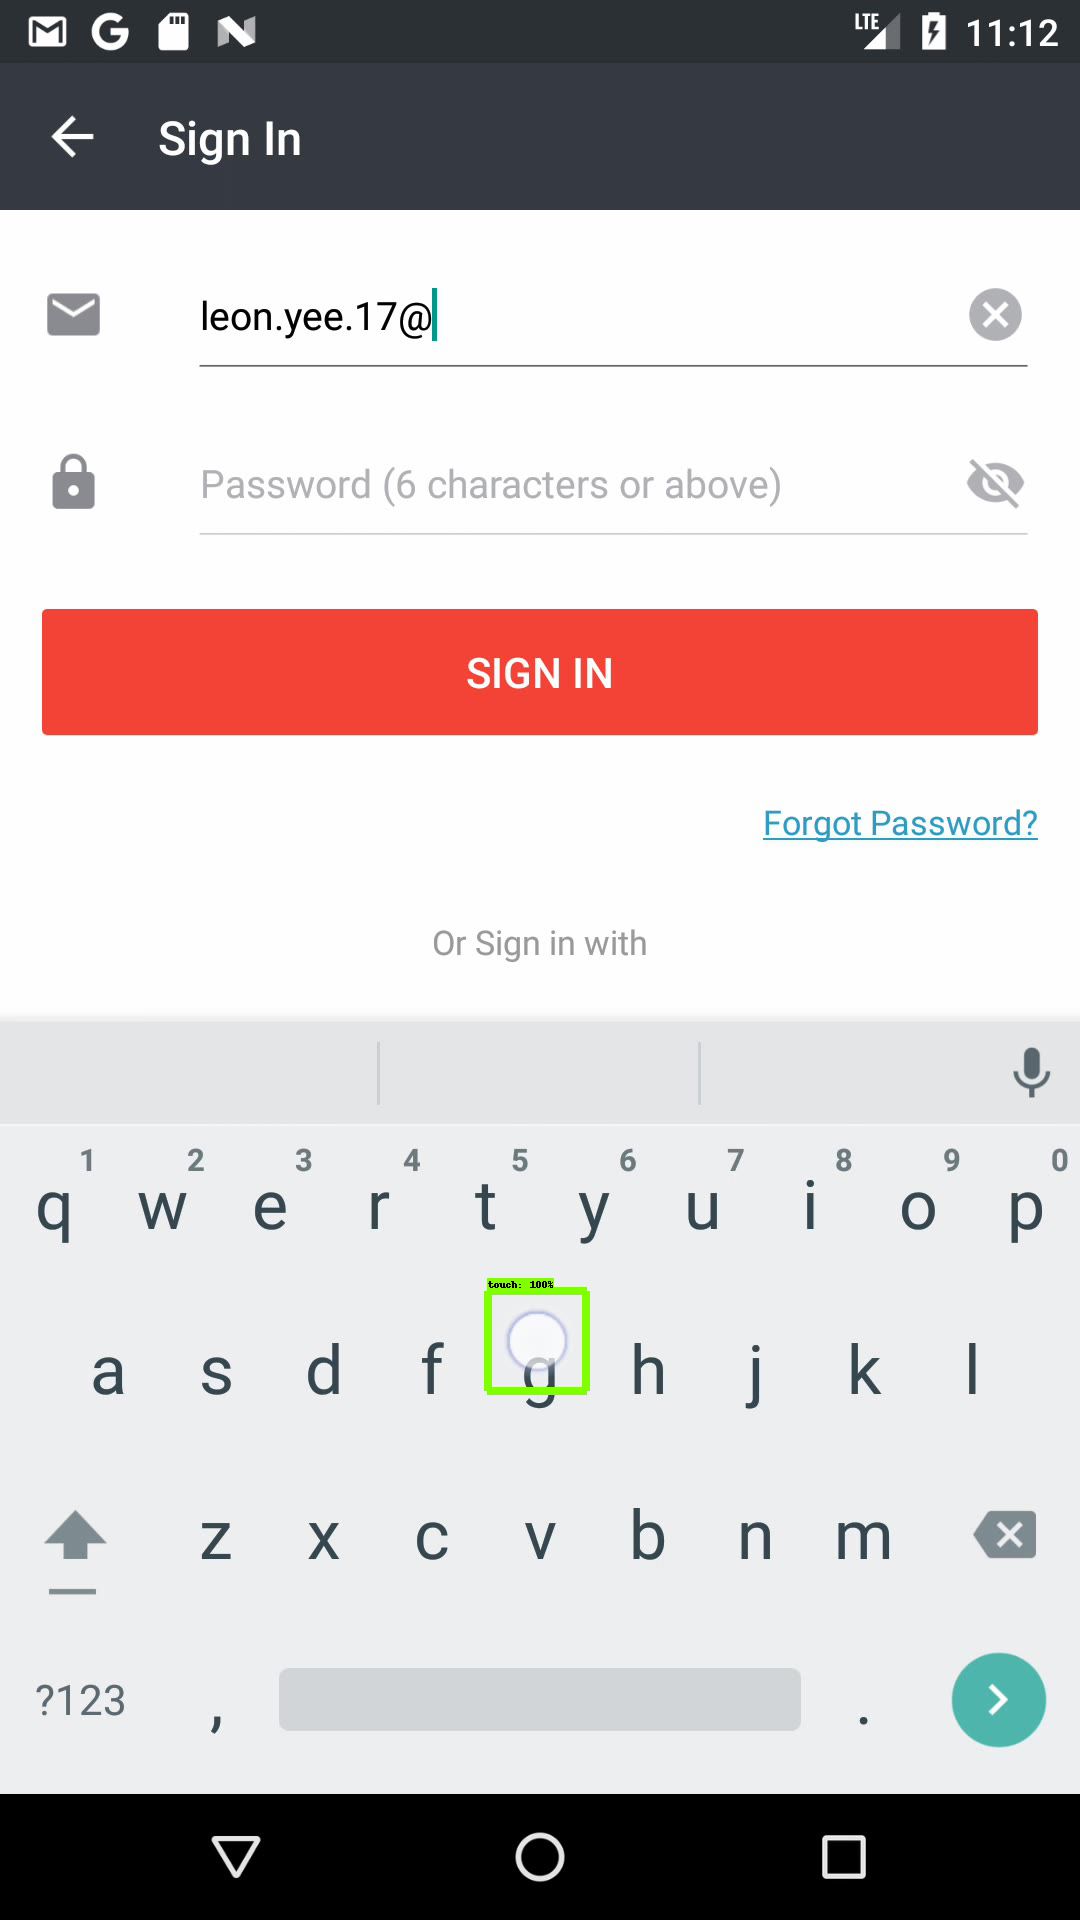 LTE 11:12
Sign In
leon.yee.17@
Password (6 characters or above)
SIGN IN
Forgot Password?
Or Sign in with
1 2 3 4 5 6 7 8 9 0
q w e r t y u i o p
touch: 100%
a s d f g h j k l
z x c v b n m
?123 , .